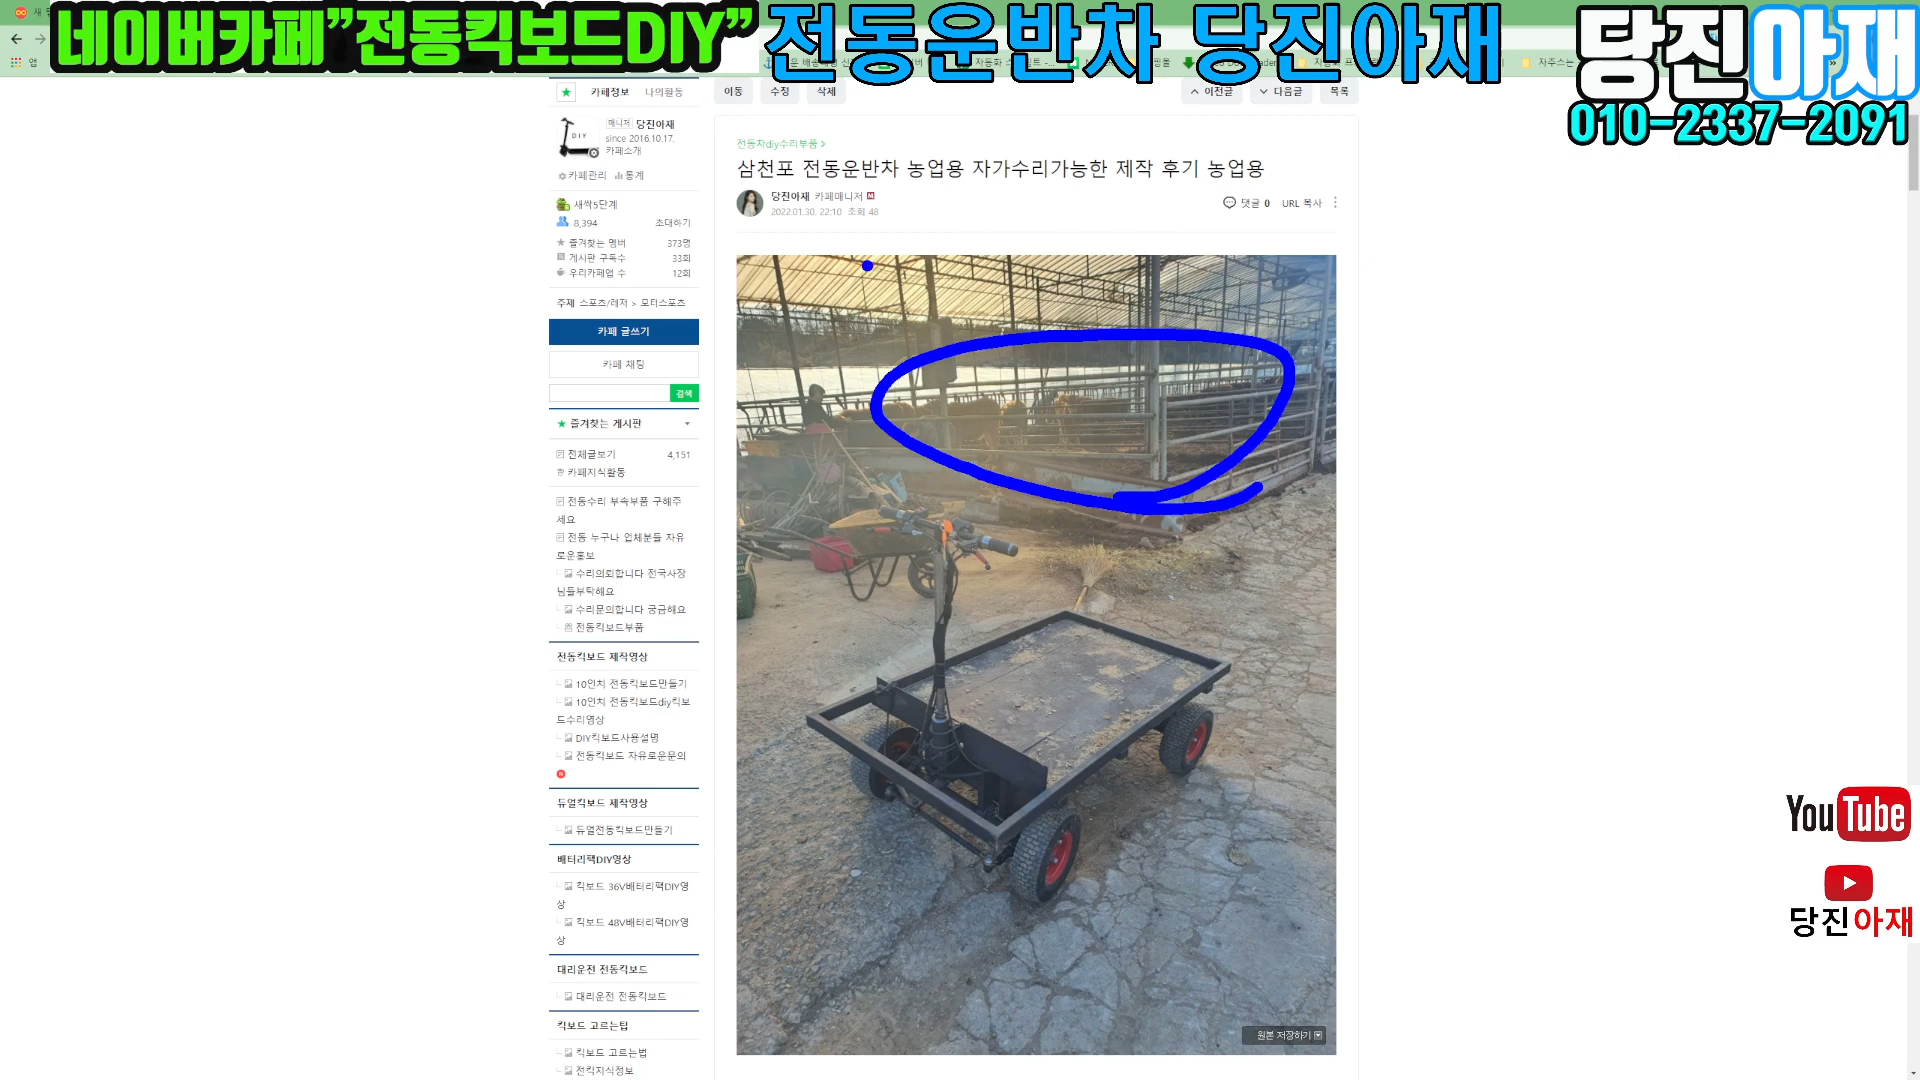 네이버카페"전동킥보드DIY" 전동운반차 당진아재
당진아재
010-2337-2091
카페정보 나의활동
매니저 당진아재
since 2016.10.17.
카페소개
카페관리 통계
새싹5단계
8,394 초대하기
즐겨찾는 멤버 373명
게시판 구독수 33회
우리카페앱 수 12회
주제 스포츠/레저 > 모터스포츠
카페 글쓰기
카페 채팅
검색
즐겨찾는 게시판
전체글보기 4,151
카페지식활동
전동수리 부속부품 구해주
세요
전동 누구나 업체분들 자유
로운홍보
수리의뢰합니다 전국사장
님들부탁해요
수리문의합니다 궁금해요
전동킥보드부품
전동킥보드 제작영상
10인치 전동킥보드만들기
10인치 전동킥보드diy킥보
드수리영상
DIY킥보드사용설명
전동킥보드 자유로운문의
듀얼킥보드 제작영상
듀얼전동킥보드만들기
배터리팩DIY영상
킥보드 36V배터리팩DIY영
상
킥보드 48V배터리팩DIY영
상
대리운전 전동킥보드
대리운전 전동킥보드
킥보드 고르는팁
킥보드 고르는법
전킥지식정보
이동 수정 삭제
이전글 다음글 목록
전동차diy수리부품 >
삼천포 전동운반차 농업용 자가수리가능한 제작 후기 농업용
당진아재 카페매니저
2022.01.30. 22:10 조회 48
댓글 0 URL 복사
원본 저장하기
YouTube
당진아재